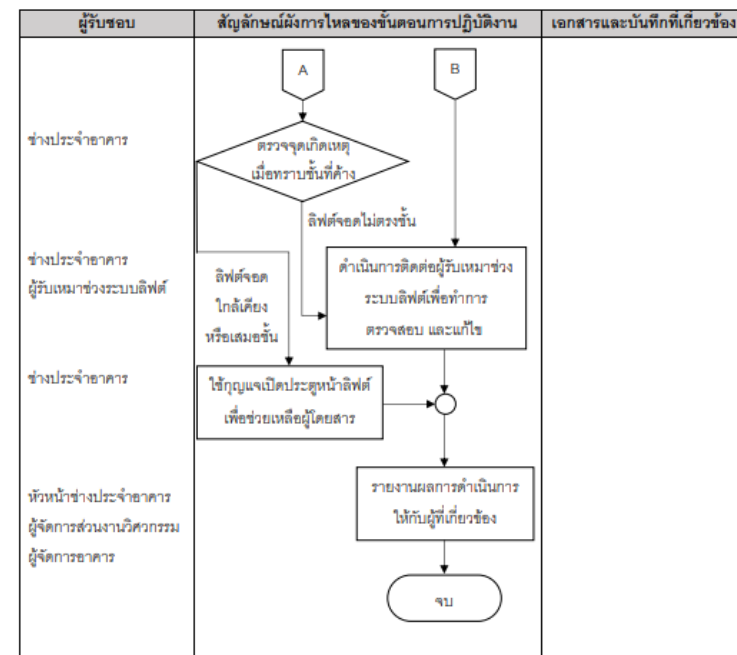 ผู้รับชอบ
สัญลักษณ์ผังการไหลของขั้นตอนการปฏิบัติงาน
เอกสารและบันทึกที่เกี่ยวข้อง
A
B
ช่างประจำอาคาร
ตรวจจุดเกิดเหตุ
เมื่อทราบชั้นที่ค้าง
ลิฟต์จอดไม่ตรงชั้น
ช่างประจำอาคาร
ผู้รับเหมาช่วงระบบลิฟต์
ลิฟต์จอด
ใกล้เคียง
หรือเสมอชั้น
ดำเนินการติดต่อผู้รับเหมาช่วง
ระบบลิฟต์เพื่อทำการ
ตรวจสอบ และแก้ไข
ช่างประจำอาคาร
ใช้กุญแจเปิดประตูหน้าลิฟต์
เพื่อช่วยเหลือผู้โดยสาร
หัวหน้าช่างประจำอาคาร
ผู้จัดการส่วนงานวิศวกรรม
ผู้จัดการอาคาร
รายงานผลการดำเนินการ
ให้กับผู้ที่เกี่ยวข้อง
จบ